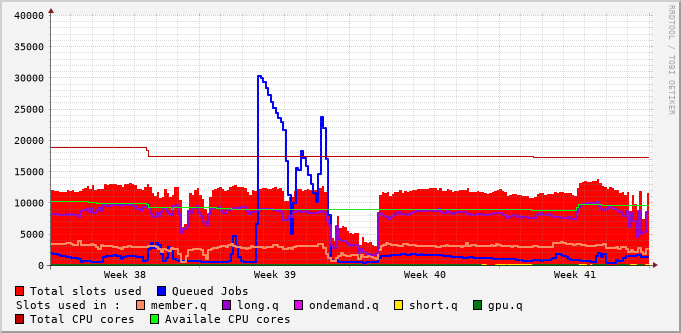 40000
35000
30000
25000
20000
15000
10000
5000
0
Week 38 Week 39 Week 40 Week 41
RRDTOOL / TOBI OETIKER
Total slots used Queued Jobs
Slots used in : member.q long.q ondemand.q short.q gpu.q
Total CPU cores Availale CPU cores